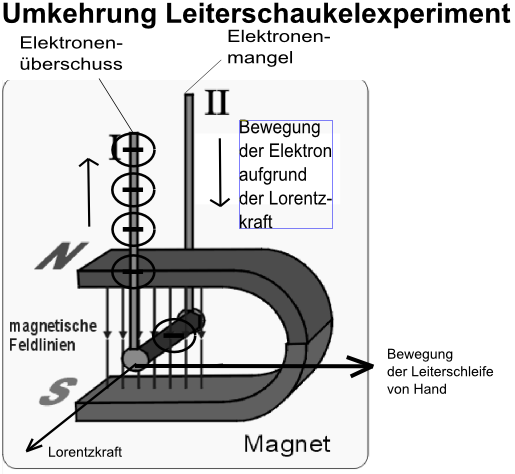 Umkehrung Leiterschaukelexperiment
Elektronen-
überschuss
Elektronen-
mangel
I
II
Bewegung
der Elektron
aufgrund
der Lorentz-
kraft
N
magnetische
Feldlinien
S
Bewegung
der Leiterschleife
von Hand
Lorentzkraft
Magnet